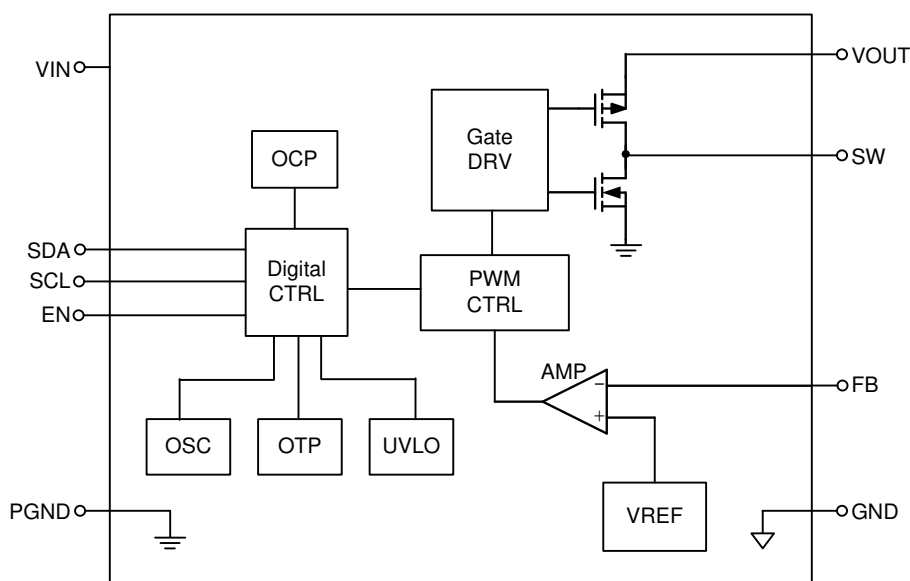 VIN
VOUT
Gate
DRV
OCP
SW
SDA
SCL
EN
Digital
CTRL
PWM
CTRL
AMP
−
+
FB
OSC
OTP
UVLO
PGND
VREF
GND